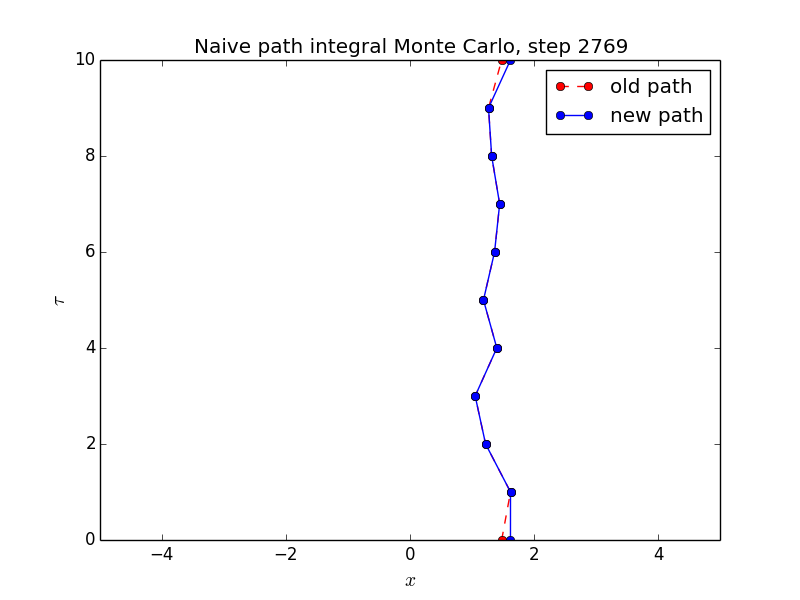 Naive path integral Monte Carlo, step 2769
old path
new path
10
8
6
4
2
0
τ
−4 −2 0 2 4
x